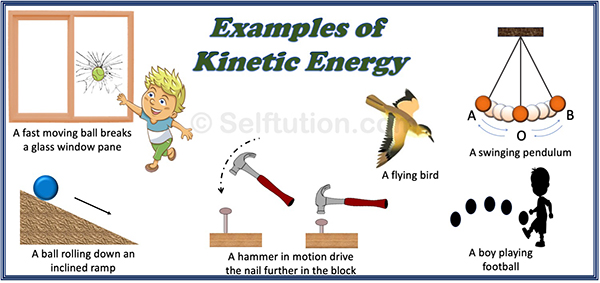 Examples of
Kinetic Energy
© Selftution.com
A fast moving ball breaks
a glass window pane
A flying bird
A
B
O
A swinging pendulum
A ball rolling down an
inclined ramp
A hammer in motion drive
the nail further in the block
A boy playing
football